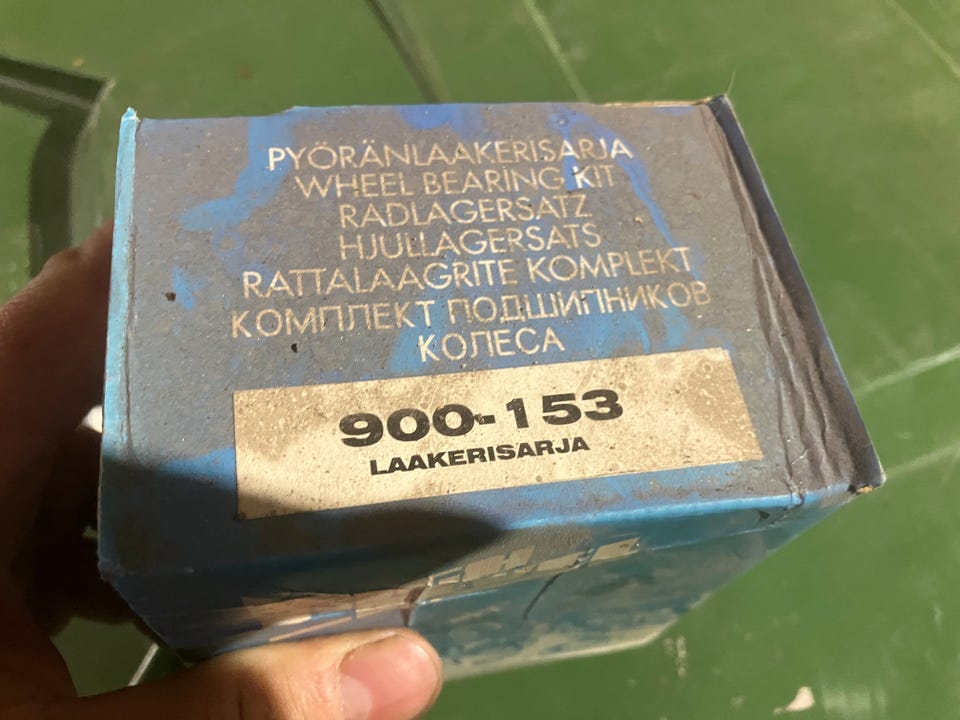 PYÖRÄNLAAKERISARJA
WHEEL BEARING KIT
RADLAGERSATZ
HJULLAGERSATS
RATTALAAGRITE KOMPLEKT
КОМПЛЕКТ ПОДШИПНИКОВ
КОЛЕСА
900-153
LAAKERISARJA